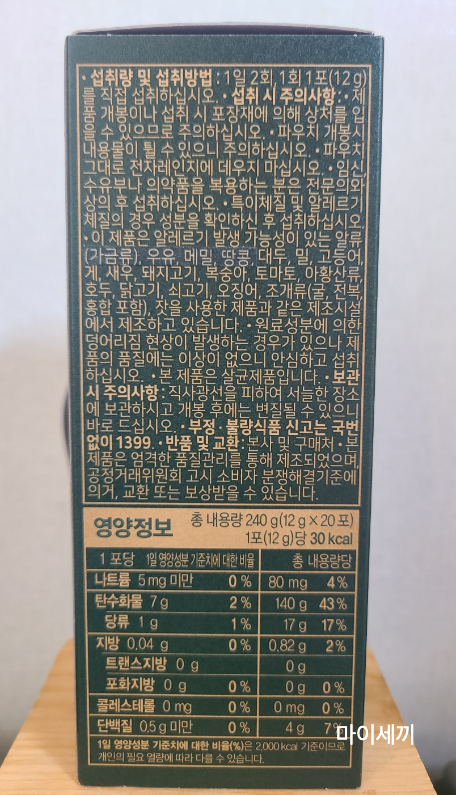 • 섭취량 및 섭취방법 : 1일 2회, 1회 1포(12 g)
를 직접 섭취하십시오. • 섭취 시 주의사항 : • 제
품 개봉이나 섭취 시 포장재에 의해 상처를 입
을 수 있으므로 주의하십시오. • 파우치 개봉시
내용물이 튈 수 있으니 주의하십시오. • 파우치
그대로 전자레인지에 데우지 마십시오. • 임신,
수유부나 의약품을 복용하는 분은 전문의와
상의 후 섭취하십시오. • 특이체질 및 알레르기
체질의 경우 성분을 확인하신 후 섭취하십시오.
• 이 제품은 알레르기 발생 가능성이 있는 알류
(가금류), 우유, 메밀, 땅콩, 대두, 밀, 고등어,
게, 새우, 돼지고기, 복숭아, 토마토, 아황산류,
호두, 닭고기, 쇠고기, 오징어, 조개류(굴, 전복,
홍합 포함), 잣을 사용한 제품과 같은 제조시설
에서 제조하고 있습니다. • 원료성분에 의한
덩어리짐 현상이 발생하는 경우가 있으나 제
품의 품질에는 이상이 없으니 안심하고 섭취
하십시오. • 본 제품은 살균제품입니다. • 보관
시 주의사항 : 직사광선을 피하여 서늘한 장소
에 보관하시고 개봉 후에는 변질될 수 있으니
바로 드십시오. • 부정 · 불량식품 신고는 국번
없이 1399. • 반품 및 교환 : 본사 및 구매처 • 본
제품은 엄격한 품질관리를 통해 제조되었으며,
공정거래위원회 고시 소비자 분쟁해결기준에
의거, 교환 또는 보상받을 수 있습니다.
영양정보 총 내용량 240 g(12 g × 20 포)
1포(12 g)당 30 kcal
1 포당 1일 영양성분 기준치에 대한 비율 총 내용량당
나트륨 5 mg 미만 0 % 80 mg 4 %
탄수화물 7 g 2 % 140 g 43 %
당류 1 g 1 % 17 g 17 %
지방 0.04 g 0 % 0.82 g 2 %
트랜스지방 0 g 0 g
포화지방 0 g 0 % 0 g 0 %
콜레스테롤 0 mg 0 % 0 mg 0 %
단백질 0.5 g 미만 0 % 4 g 7 %
마이세끼
1일 영양성분 기준치에 대한 비율(%)은 2,000 kcal 기준이므로
개인의 필요 열량에 따라 다를 수 있습니다.